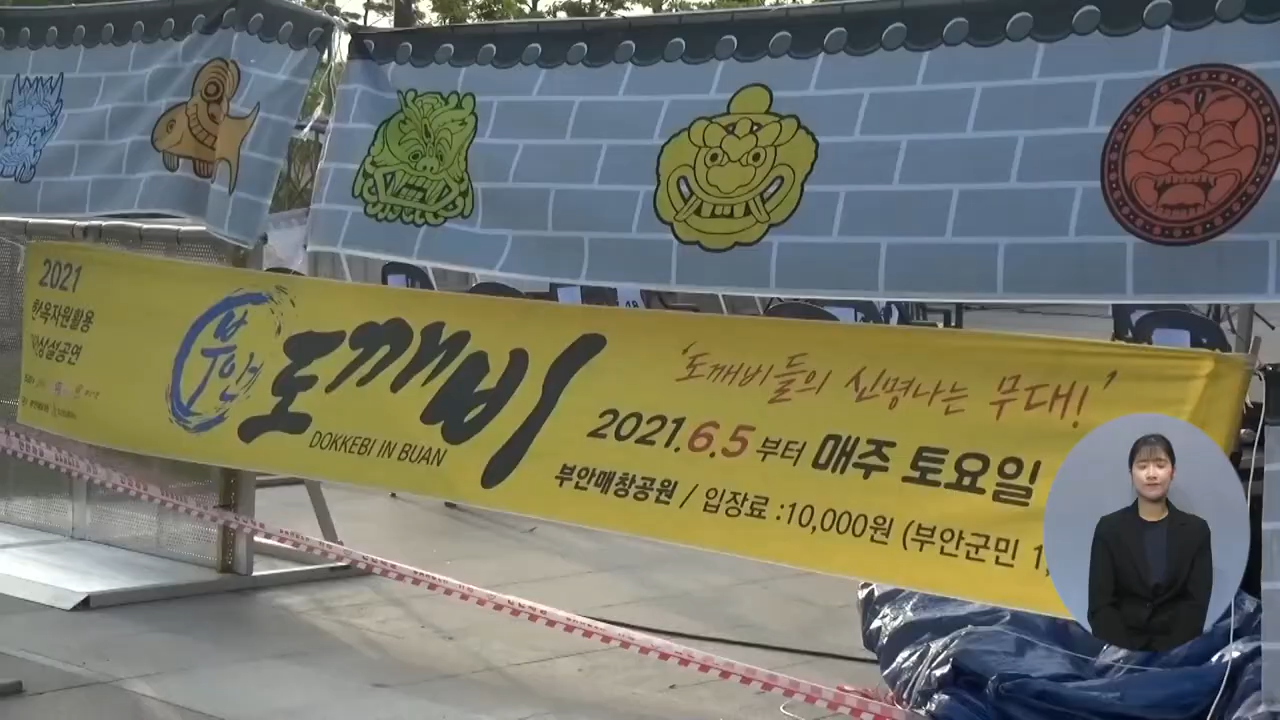 2021
한옥자원활용
야상설공연
부안
도깨비
DOKKEBI IN BUAN
'도깨비들의 신명나는 무대!'
2021.6.5 부터 매주 토요일
부안매창공원 / 입장료 :10,000원 (부안군민 1,